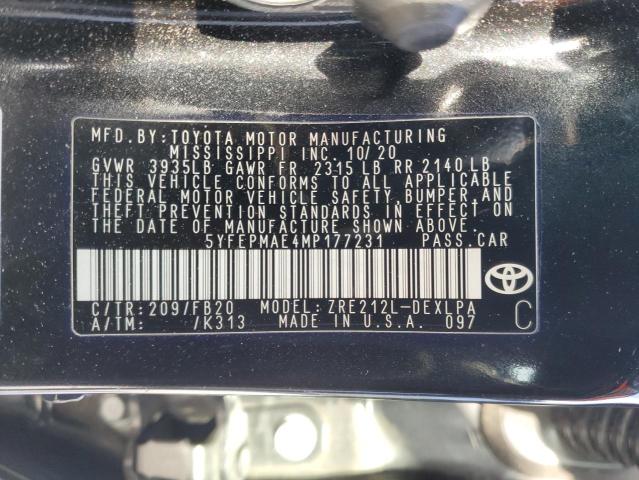 MFD.BY:TOYOTA MOTOR MANUFACTURING
MISSISSIPPI INC. 10/20
GVWR 3935LB GAWR FR 2315 LB RR 2140 LB
THIS VEHICLE CONFORMS TO ALL APPLICABLE
FEDERAL MOTOR VEHICLE SAFETY,BUMPER,AND
THEFT PREVENTION STANDARDS IN EFFECT ON
THE DATE OF MANUFACTURE SHOWN ABOVE.
5YFEPMAE4MP177231 PASS.CAR
C/TR:209/FB20 MODEL:ZRE212L-DEXLPA
A/TM: /K313 MADE IN U.S.A. 097 C